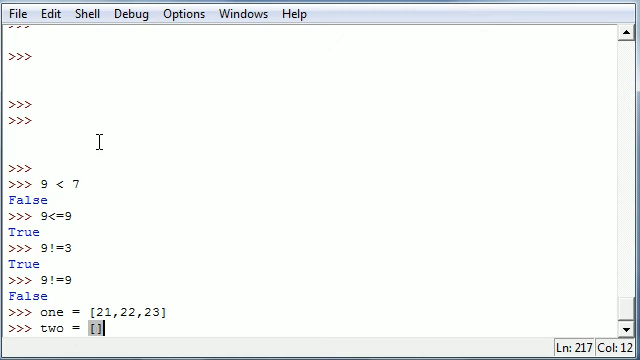 File Edit Shell Debug Options Windows Help
>>>
>>>
>>>
>>>
>>>
>>> 9 < 7
False
>>> 9<=9
True
>>> 9!=3
True
>>> 9!=9
False
>>> one = [21,22,23]
>>> two = []
Ln: 217 Col: 12